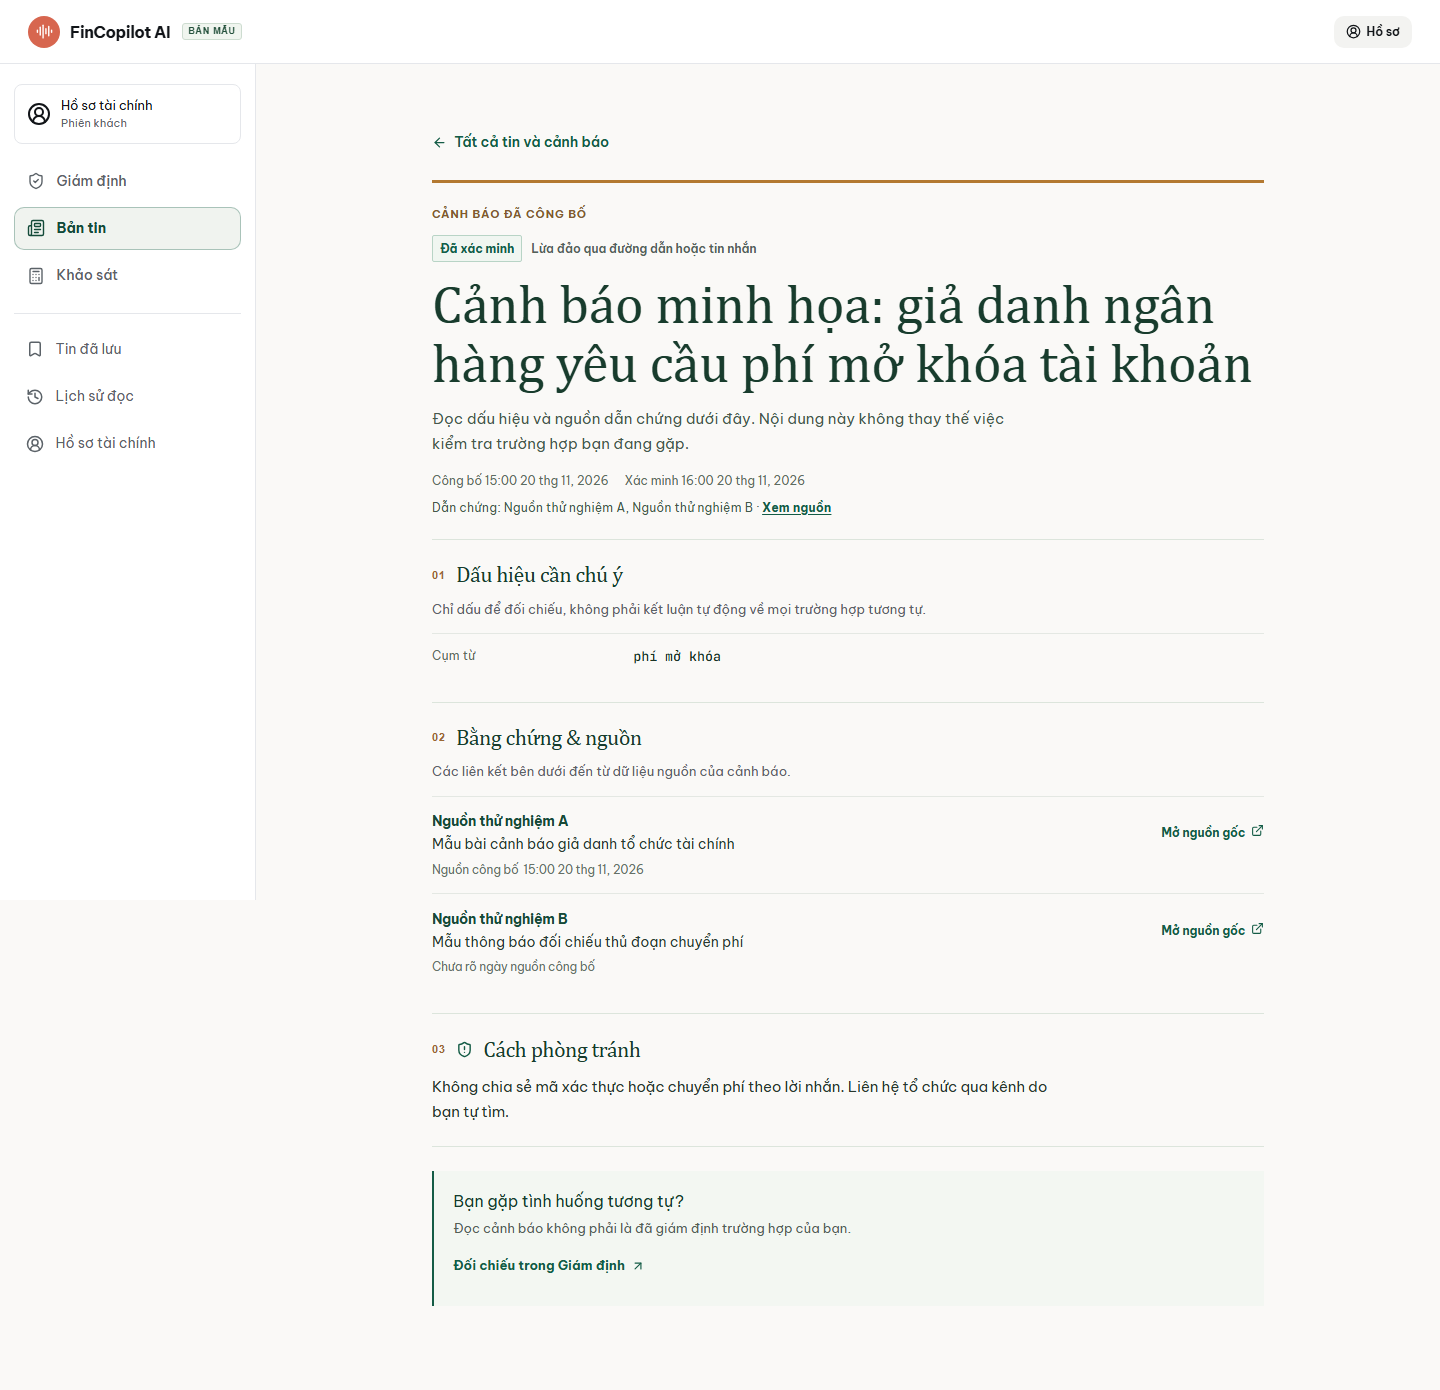 FinCopilot AI
BẢN MẪU
Hồ sơ
Hồ sơ tài chính
Phiên khách
Giám định
Bản tin
Khảo sát
Tin đã lưu
Lịch sử đọc
Hồ sơ tài chính
Tất cả tin và cảnh báo
CẢNH BÁO ĐÃ CÔNG BỐ
Đã xác minh Lừa đảo qua đường dẫn hoặc tin nhắn
Cảnh báo minh họa: giả danh ngân
hàng yêu cầu phí mở khóa tài khoản
Đọc dấu hiệu và nguồn dẫn chứng dưới đây. Nội dung này không thay thế việc
kiểm tra trường hợp bạn đang gặp.
Công bố 15:00 20 thg 11, 2026 Xác minh 16:00 20 thg 11, 2026
Dẫn chứng: Nguồn thử nghiệm A, Nguồn thử nghiệm B · Xem nguồn
01 Dấu hiệu cần chú ý
Chỉ dấu để đối chiếu, không phải kết luận tự động về mọi trường hợp tương tự.
Cụm từ phí mở khóa
02 Bằng chứng & nguồn
Các liên kết bên dưới đến từ dữ liệu nguồn của cảnh báo.
Nguồn thử nghiệm A
Mẫu bài cảnh báo giả danh tổ chức tài chính
Nguồn công bố 15:00 20 thg 11, 2026
Mở nguồn gốc
Nguồn thử nghiệm B
Mẫu thông báo đối chiếu thủ đoạn chuyển phí
Chưa rõ ngày nguồn công bố
Mở nguồn gốc
03 Cách phòng tránh
Không chia sẻ mã xác thực hoặc chuyển phí theo lời nhắn. Liên hệ tổ chức qua kênh do
bạn tự tìm.
Bạn gặp tình huống tương tự?
Đọc cảnh báo không phải là đã giám định trường hợp của bạn.
Đối chiếu trong Giám định